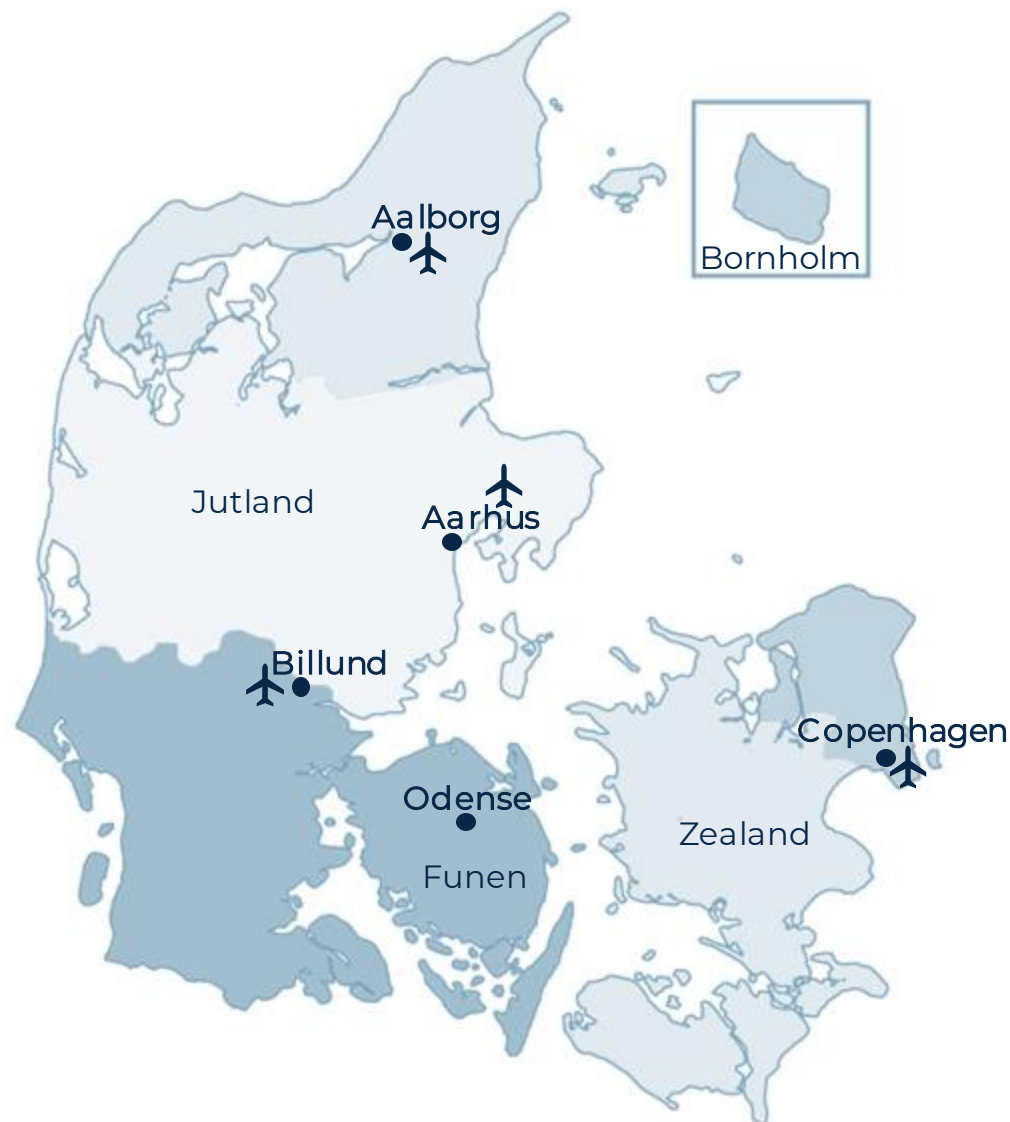 Aalborg
Bornholm
Jutland
Aarhus
Billund
Copenhagen
Odense
Zealand
Funen